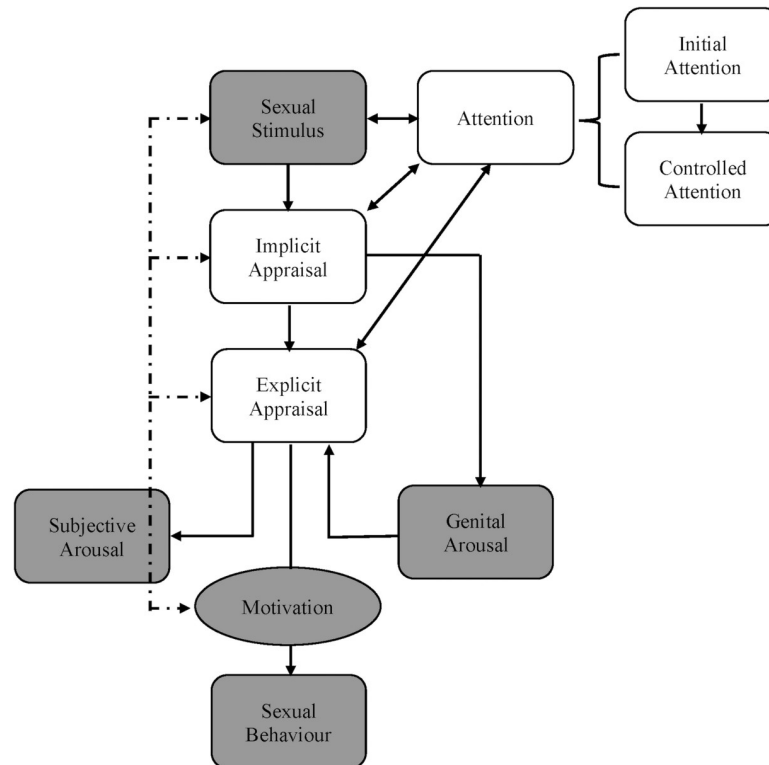 Initial
Attention
Sexual
Stimulus
Attention
Controlled
Attention
Implicit
Appraisal
Explicit
Appraisal
Subjective
Arousal
Genital
Arousal
Motivation
Sexual
Behaviour